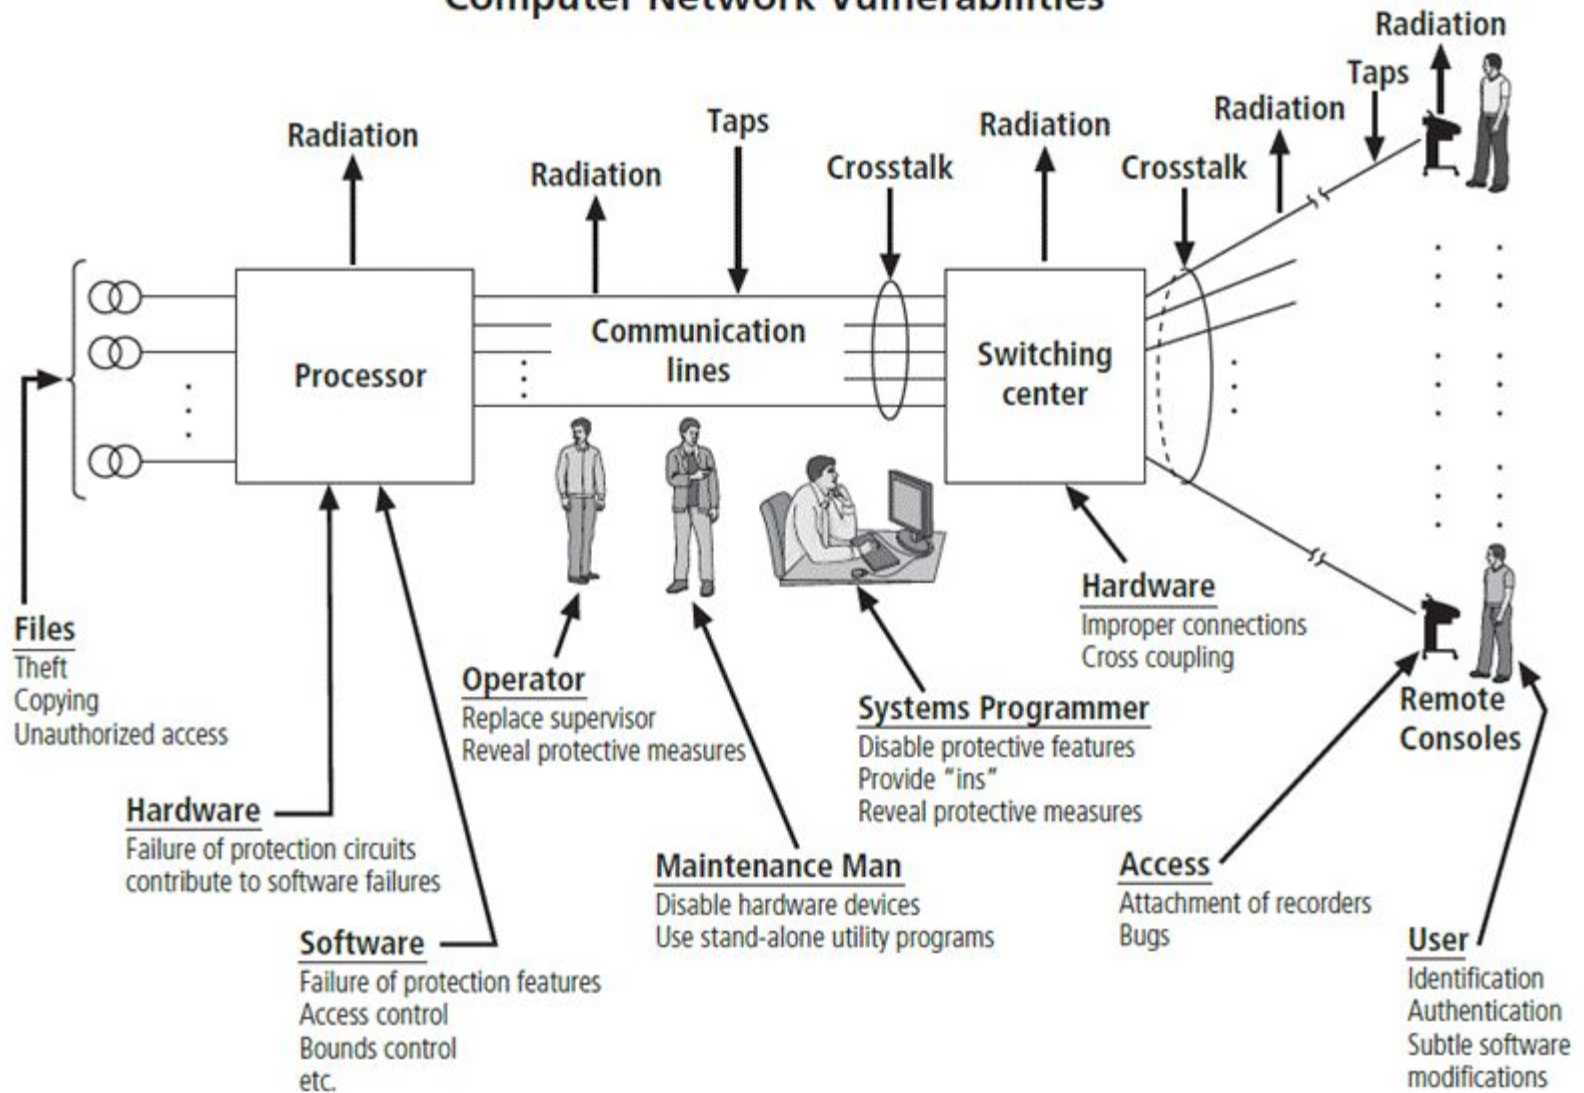 Computer Network Vulnerabilities
Radiation
Taps
Radiation
Radiation
Taps
Radiation
Crosstalk
Radiation
Crosstalk
Processor
Communication
lines
Switching
center
Files
Theft
Copying
Unauthorized access
Hardware
Failure of protection circuits
contribute to software failures
Software
Failure of protection features
Access control
Bounds control
etc.
Operator
Replace supervisor
Reveal protective measures
Maintenance Man
Disable hardware devices
Use stand-alone utility programs
Systems Programmer
Disable protective features
Provide “ins”
Reveal protective measures
Hardware
Improper connections
Cross coupling
Access
Attachment of recorders
Bugs
Remote
Consoles
User
Identification
Authentication
Subtle software
modifications